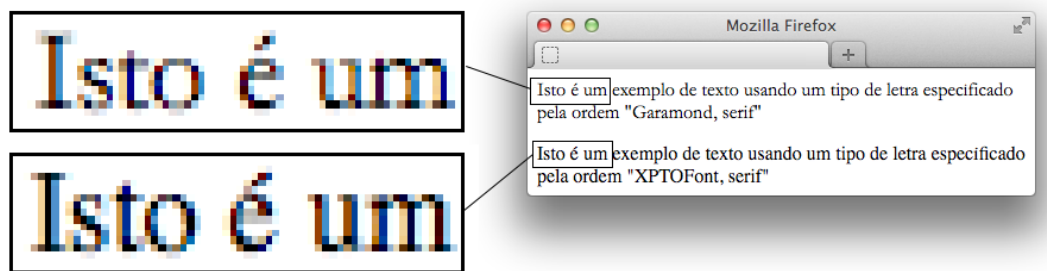 Isto é um
Isto é um
Mozilla Firefox
+
Isto é um exemplo de texto usando um tipo de letra especificado
pela ordem "Garamond, serif"
Isto é um exemplo de texto usando um tipo de letra especificado
pela ordem "XPTOFont, serif"